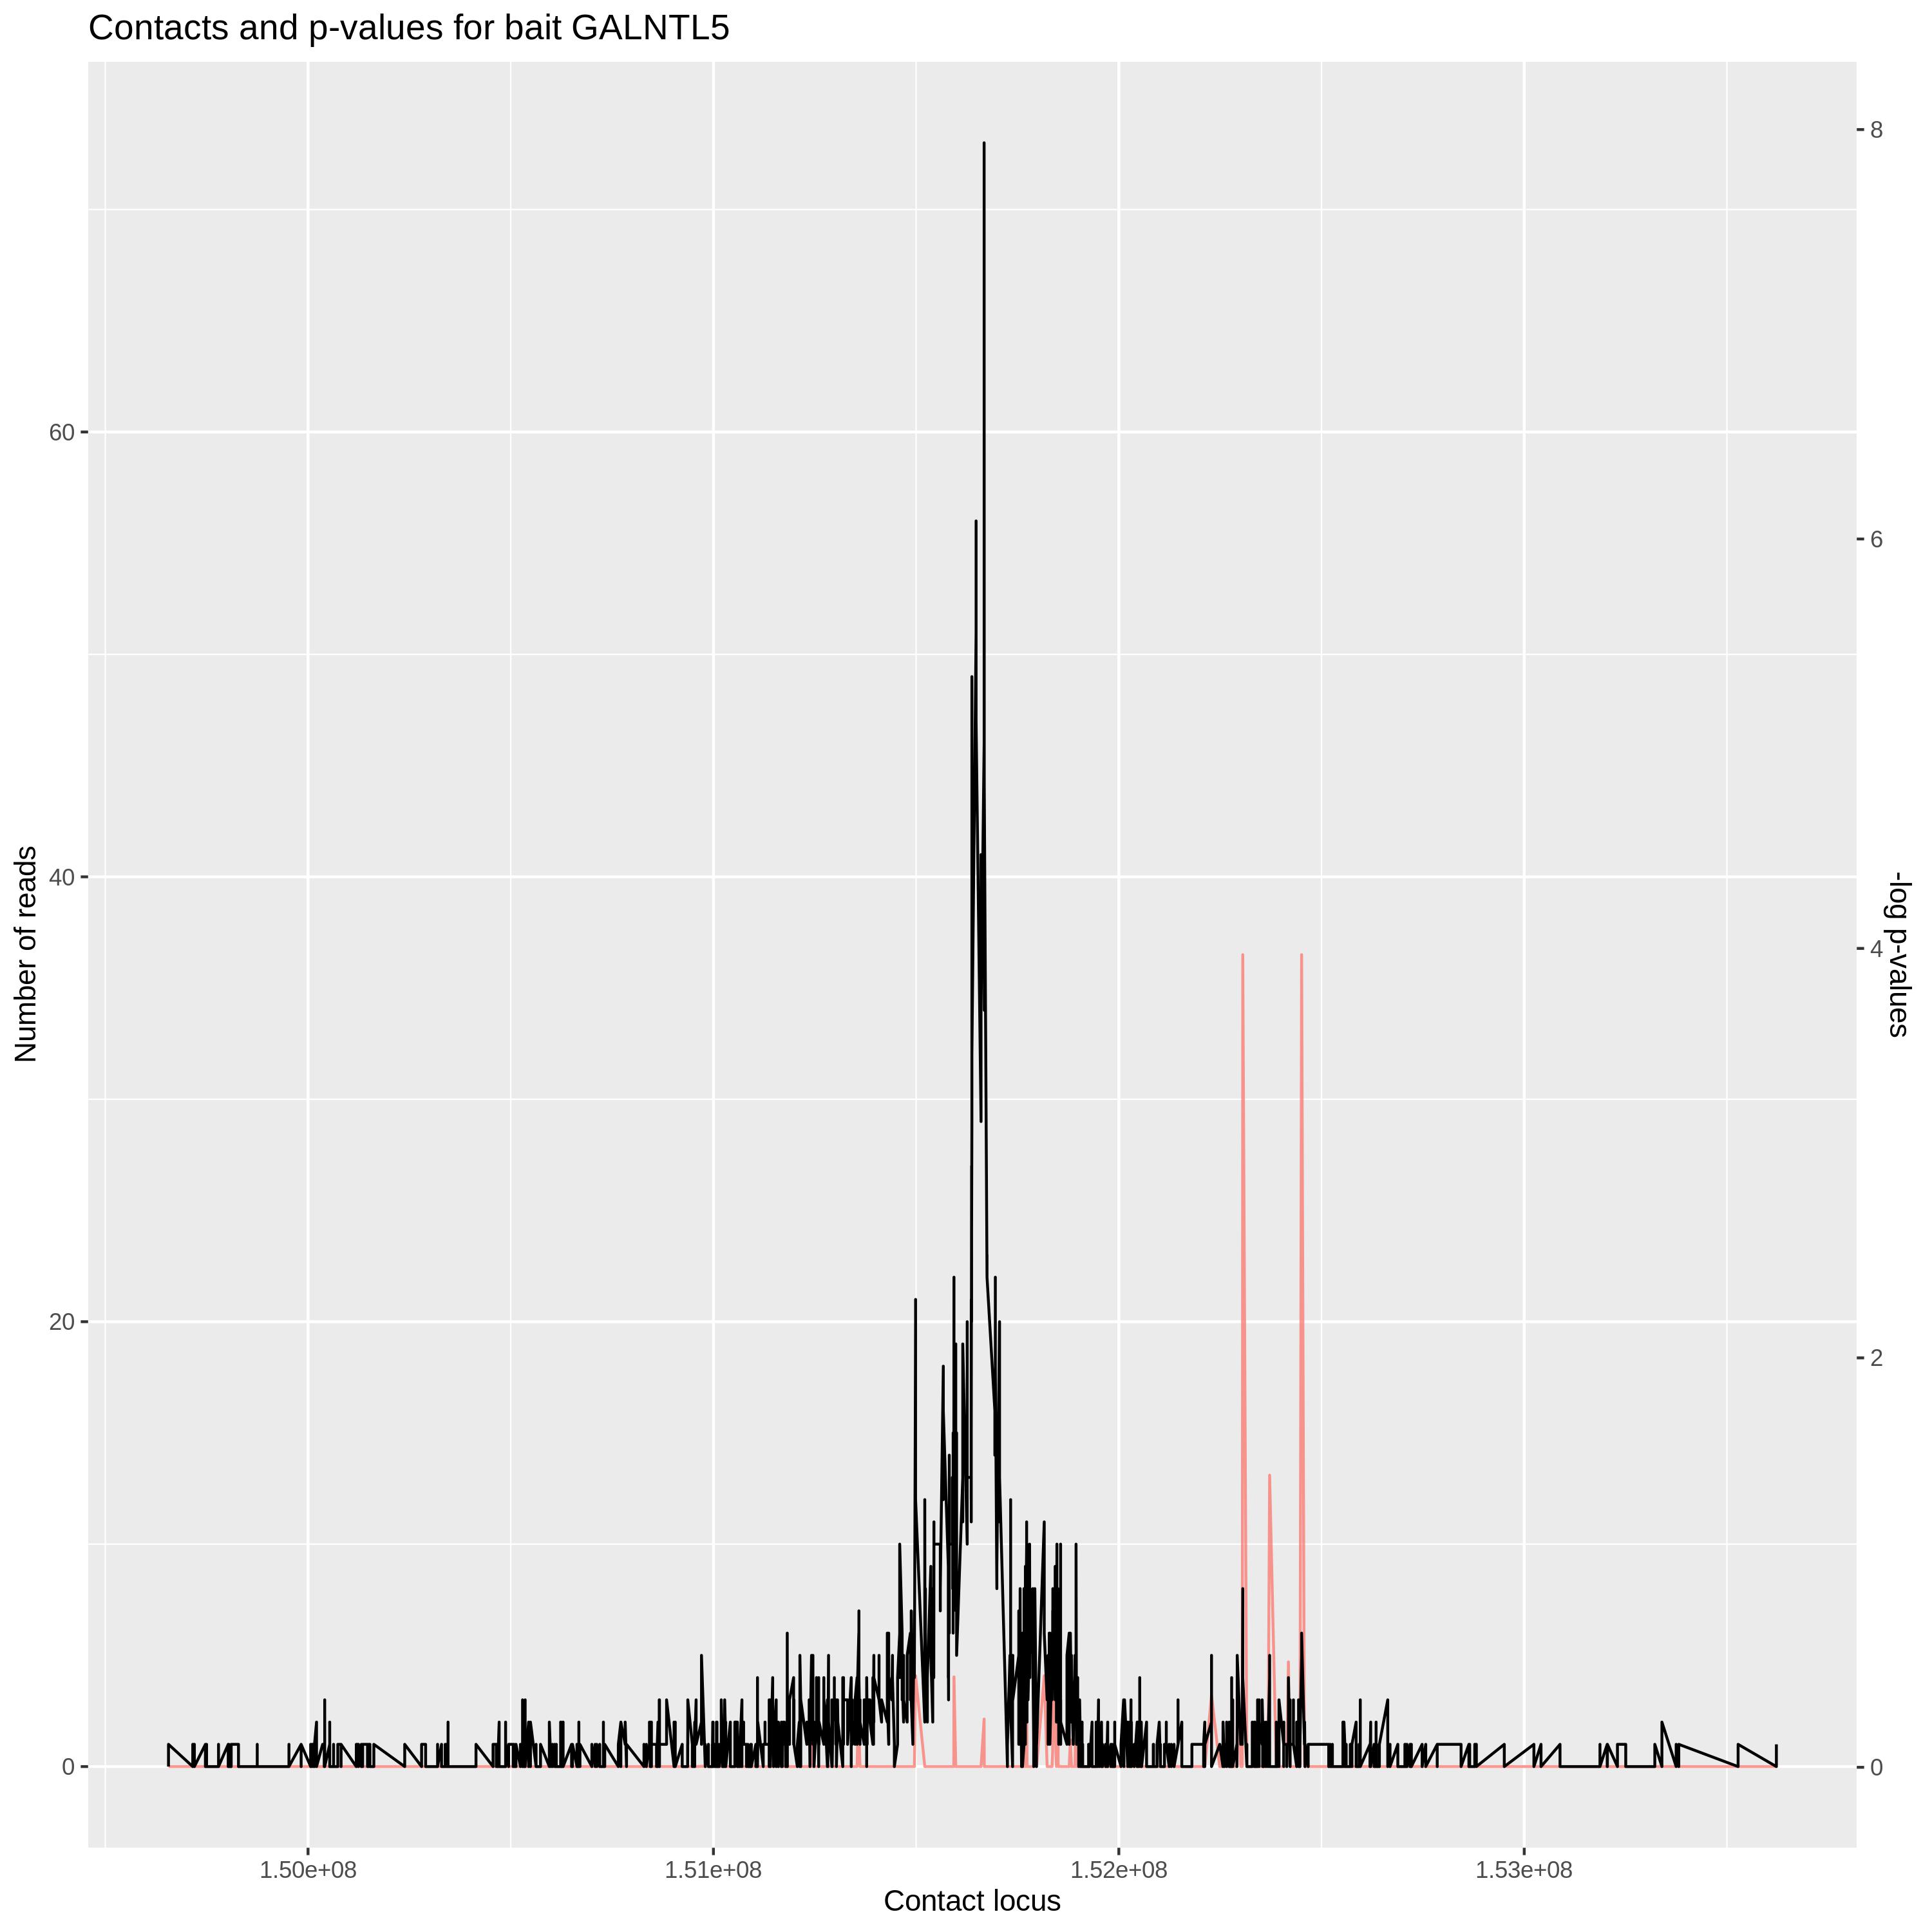 Contacts and p-values for bait GALNTL5
Number of reads
60
40
20
0
8
6
4
2
0
-log p-values
1.50e+08
1.51e+08
1.52e+08
1.53e+08
Contact locus